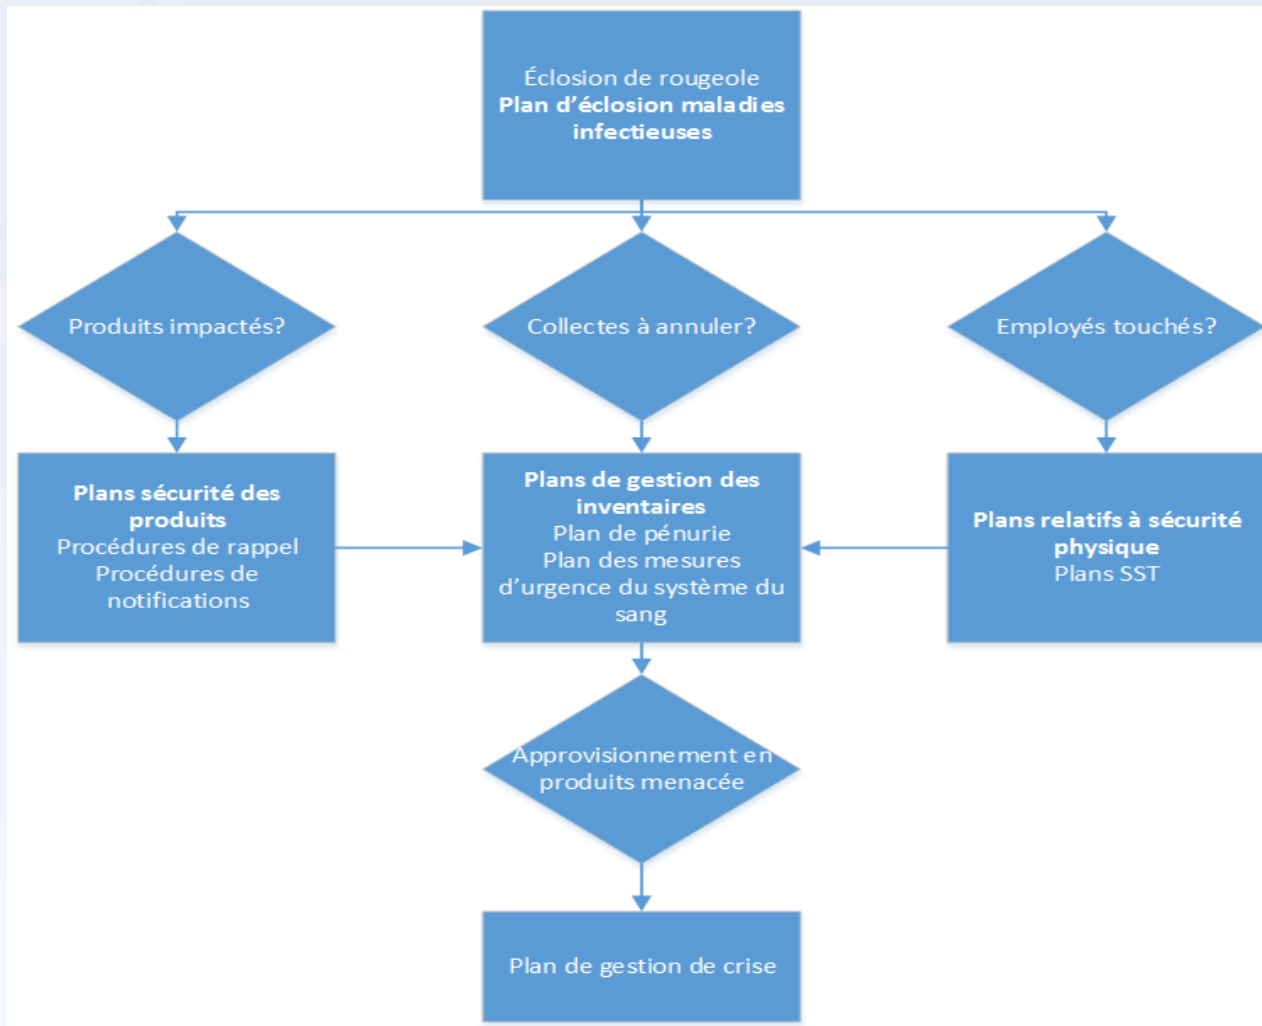 Éclosion de rougeole
Plan d'éclosion maladies
infectieuses
Produits impactés?
Collectes à annuler?
Employés touchés?
Plans sécurité des
produits
Procédures de rappel
Procédures de
notifications
Plans de gestion des
inventaires
Plan de pénurie
Plan des mesures
d'urgence du système du
sang
Plans relatifs à sécurité
physique
Plans SST
Approvisionnement en
produits menacée
Plan de gestion de crise